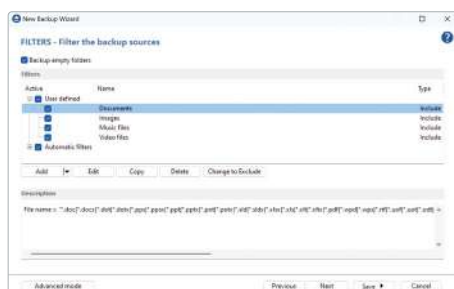 New Backup Wizard
FILTERS - Filter the backup sources
Backup empty folders
Filters
Active Name Type
User defined
Documents Include
Images Include
Music files Include
Video files Include
Automatic filters
Add Edit Copy Delete Change to Exclude
Description
File name =
Advanced mode Previous Next Save Cancel